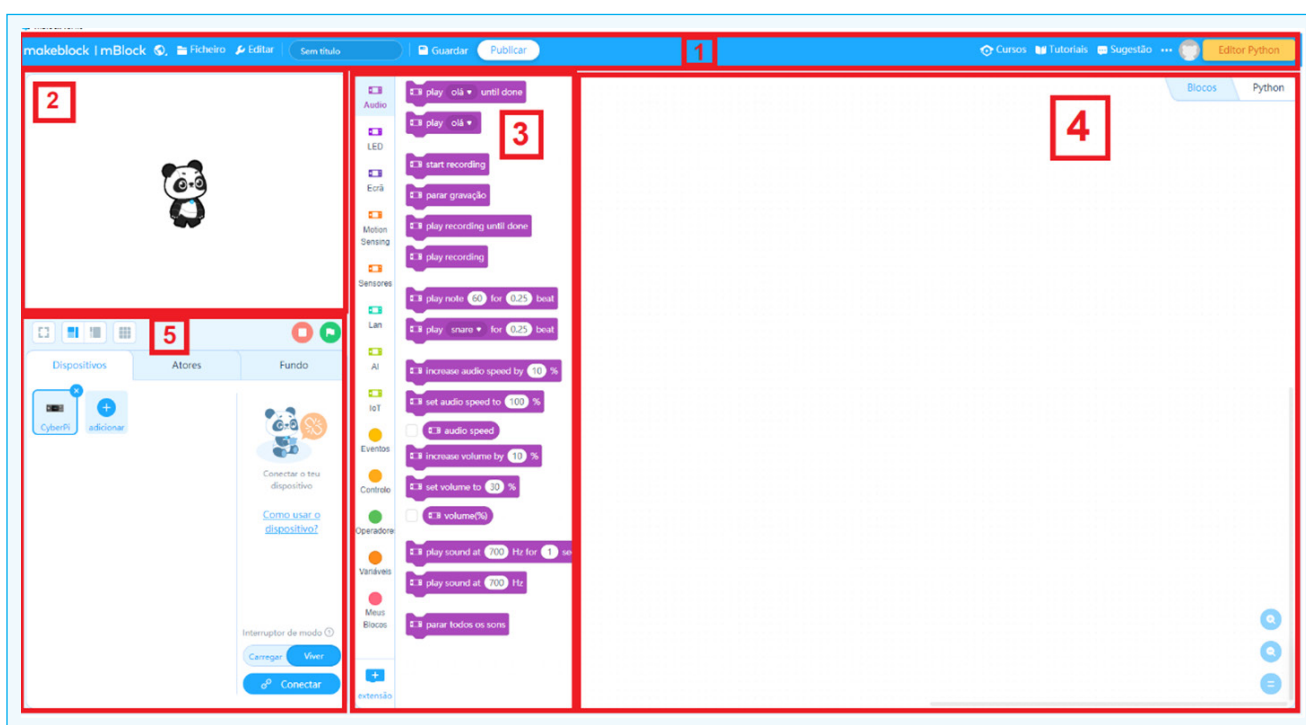 makeblock | mBlock Ficheiro Editar Sem título Guardar Publicar 1 Cursos Tutoriais Sugestão ... Editor Python
2
5
Dispositivos Atores Fundo
CyberPi adicionar
Conectar o teu
dispositivo
Como usar o
dispositivo?
Interruptor de modo
Carregar Viver
Conectar
3
Audio
LED
Ecrã
Motion
Sensing
Sensores
Lan
AI
IoT
Eventos
Controlo
Operadore
Variáveis
Meus
Blocos
extensão
play olá until done
play olá
start recording
parar gravação
play recording until done
play recording
play note 60 for 0.25 beat
play snare for 0.25 beat
increase audio speed by 10 %
set audio speed to 100 %
audio speed
increase volume by 10 %
set volume to 30 %
volume(%)
play sound at 700 Hz for 1 se
play sound at 700 Hz
parar todos os sons
4
Blocos Python